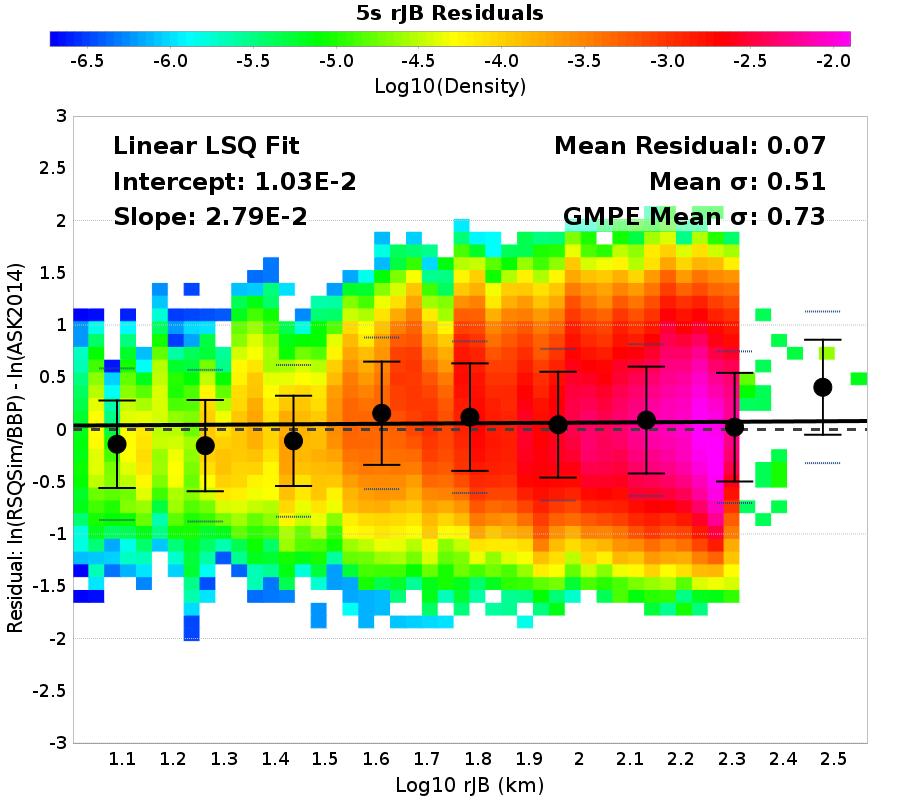 5s rJB Residuals
-6.5 -6.0 -5.5 -5.0 -4.5 -4.0 -3.5 -3.0 -2.5 -2.0
Log10(Density)
Linear LSQ Fit
Intercept: 1.03E-2
Slope: 2.79E-2
Mean Residual: 0.07
Mean σ: 0.51
GMPE Mean σ: 0.73
Residual: ln(RSQSim/BBP) - ln(ASK2014)
3
2.5
2
1.5
1
0.5
0
-0.5
-1
-1.5
-2
-2.5
-3
1.1 1.2 1.3 1.4 1.5 1.6 1.7 1.8 1.9 2 2.1 2.2 2.3 2.4 2.5
Log10 rJB (km)